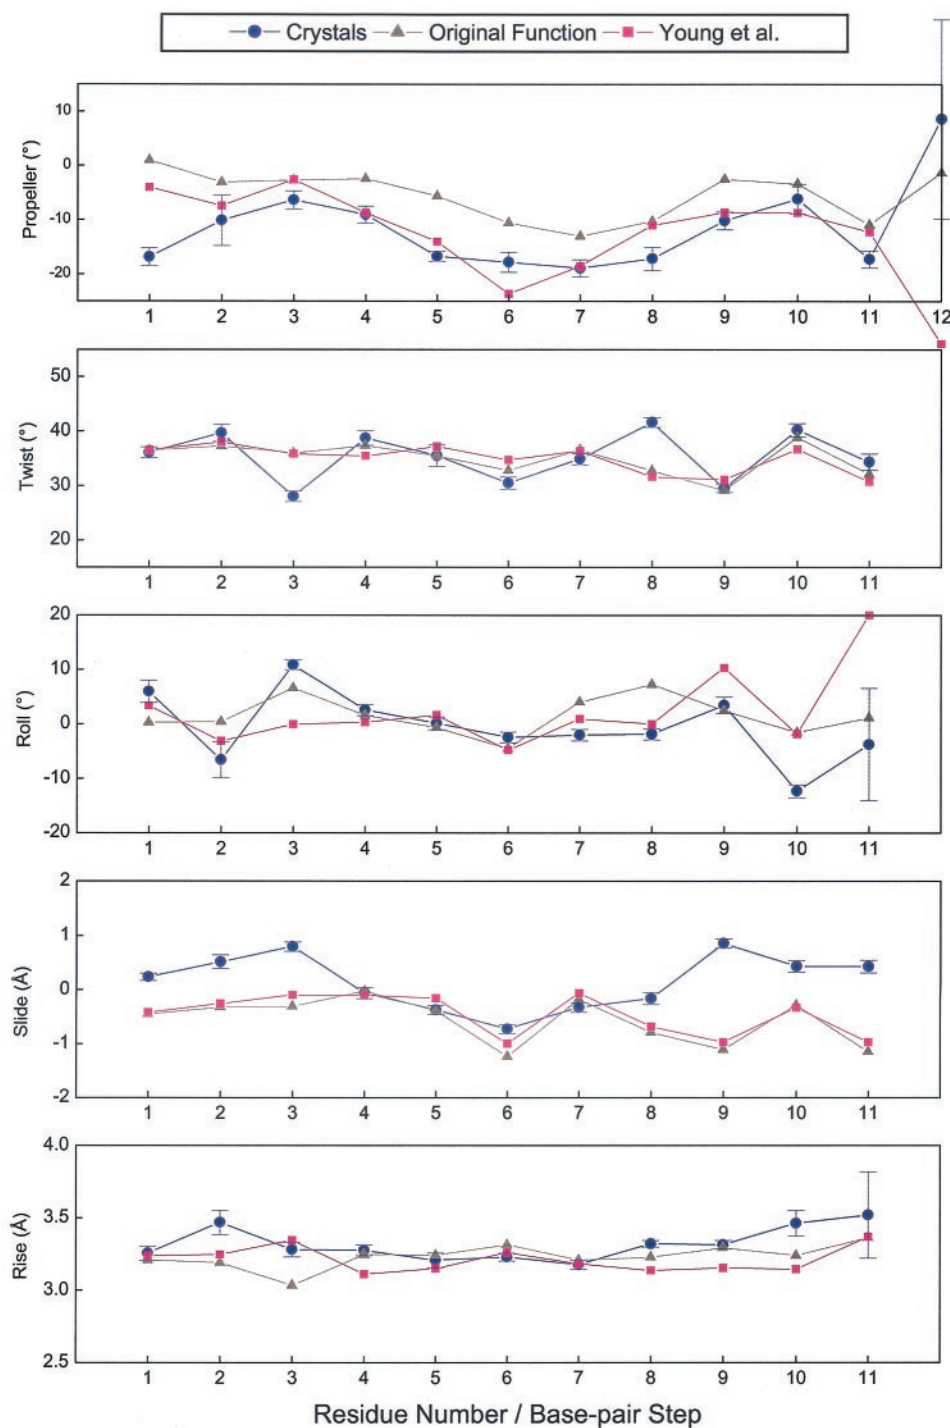 Crystals Original Function Young et al.
Propeller (°)
10
0
-10
-20
1 2 3 4 5 6 7 8 9 10 11 12
Twist (°)
50
40
30
20
1 2 3 4 5 6 7 8 9 10 11
Roll (°)
20
10
0
-10
-20
1 2 3 4 5 6 7 8 9 10 11
Slide (Å)
2
1
0
-1
-2
1 2 3 4 5 6 7 8 9 10 11
Rise (Å)
4.0
3.5
3.0
2.5
1 2 3 4 5 6 7 8 9 10 11
Residue Number / Base-pair Step